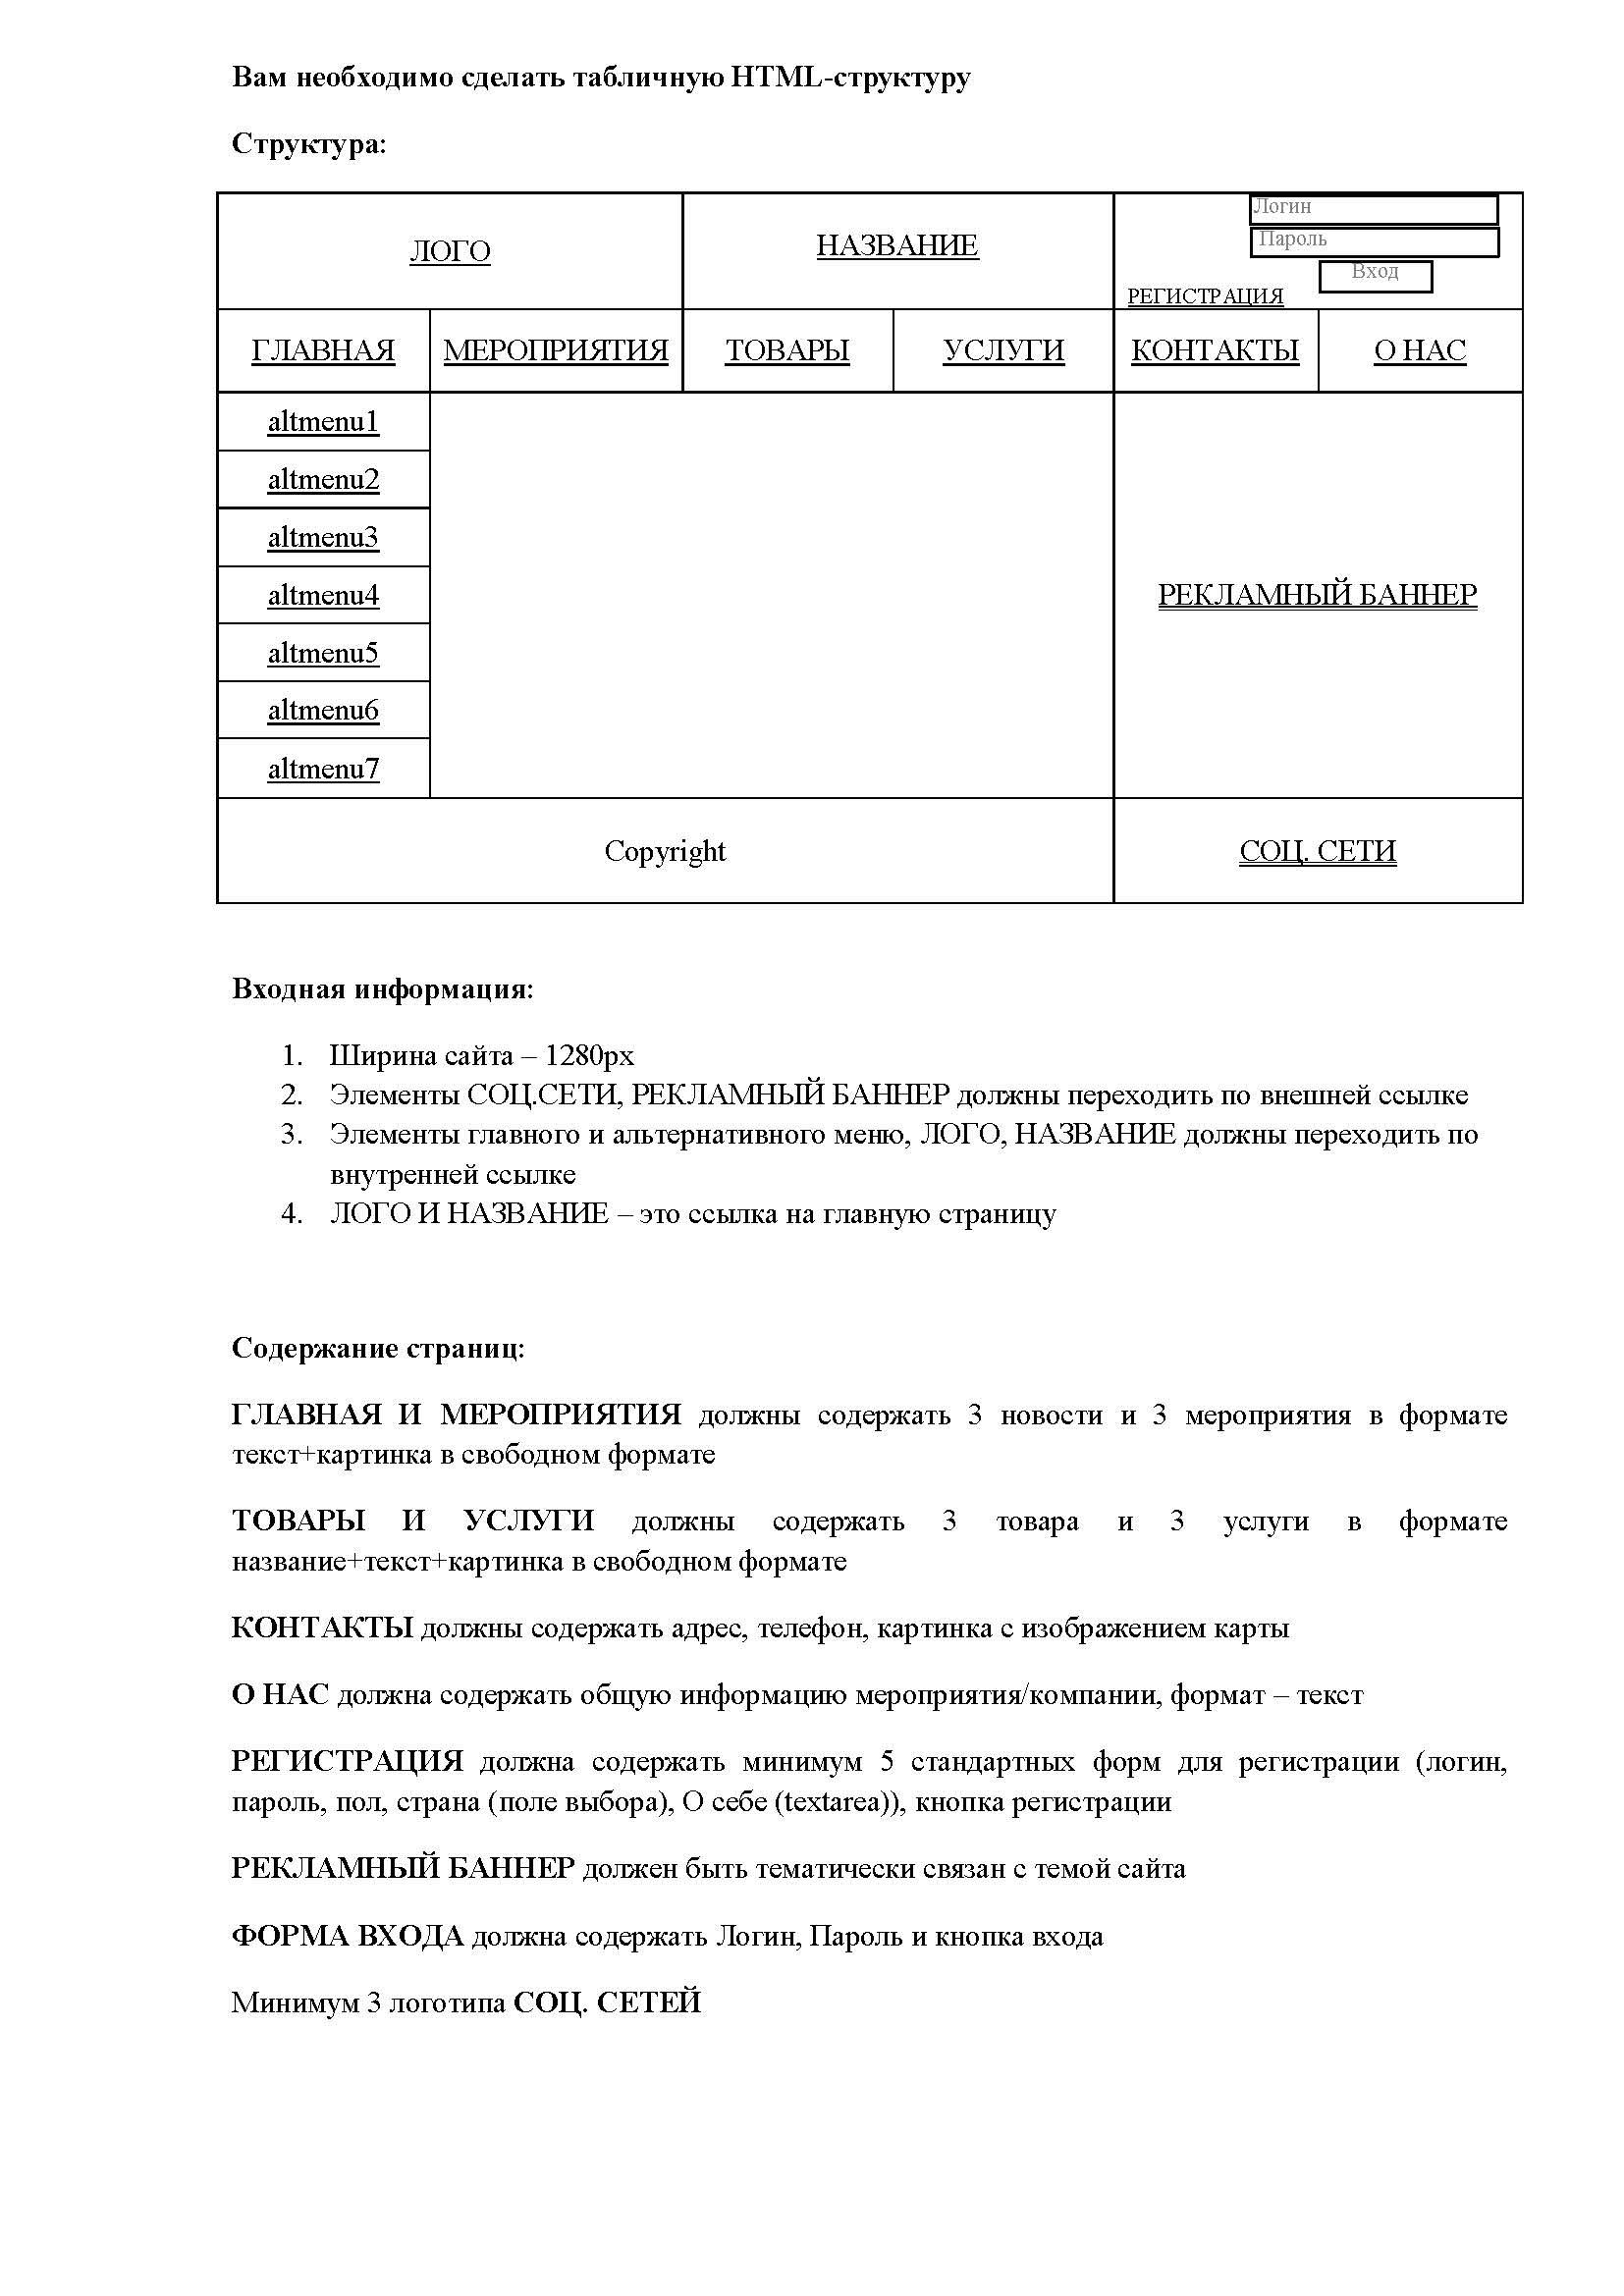 Вам необходимо сделать табличную HTML-структуру
Структура:
ЛОГО
НАЗВАНИЕ
Логин
Пароль
Вход
РЕГИСТРАЦИЯ
ГЛАВНАЯ
МЕРОПРИЯТИЯ
ТОВАРЫ
УСЛУГИ
КОНТАКТЫ
О НАС
altmenu1
altmenu2
altmenu3
altmenu4
РЕКЛАМНЫЙ БАННЕР
altmenu5
altmenu6
altmenu7
Copyright
СОЦ. СЕТИ
Входная информация:
1. Ширина сайта – 1280px
2. Элементы СОЦ.СЕТИ, РЕКЛАМНЫЙ БАННЕР должны переходить по внешней ссылке
3. Элементы главного и альтернативного меню, ЛОГО, НАЗВАНИЕ должны переходить по
внутренней ссылке
4. ЛОГО И НАЗВАНИЕ – это ссылка на главную страницу
Содержание страниц:
ГЛАВНАЯ И МЕРОПРИЯТИЯ должны содержать 3 новости и 3 мероприятия в формате
текст+картинка в свободном формате
ТОВАРЫ И УСЛУГИ должны содержать 3 товара и 3 услуги в формате
название+текст+картинка в свободном формате
КОНТАКТЫ должны содержать адрес, телефон, картинка с изображением карты
О НАС должна содержать общую информацию мероприятия/компании, формат – текст
РЕГИСТРАЦИЯ должна содержать минимум 5 стандартных форм для регистрации (логин,
пароль, пол, страна (поле выбора), О себе (textarea)), кнопка регистрации
РЕКЛАМНЫЙ БАННЕР должен быть тематически связан с темой сайта
ФОРМА ВХОДА должна содержать Логин, Пароль и кнопка входа
Минимум 3 логотипа СОЦ. СЕТЕЙ